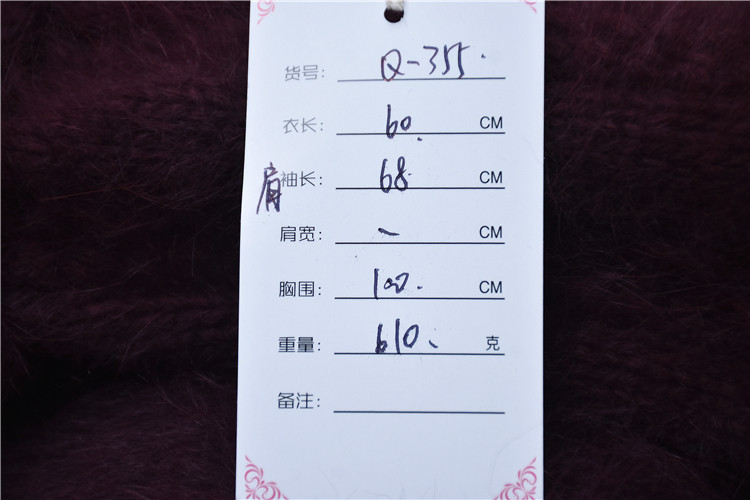 货号: Q-355.
衣长: 60. CM
肩袖长: 68 CM
肩宽: - CM
胸围: 100. CM
重量: 610. 克
备注: